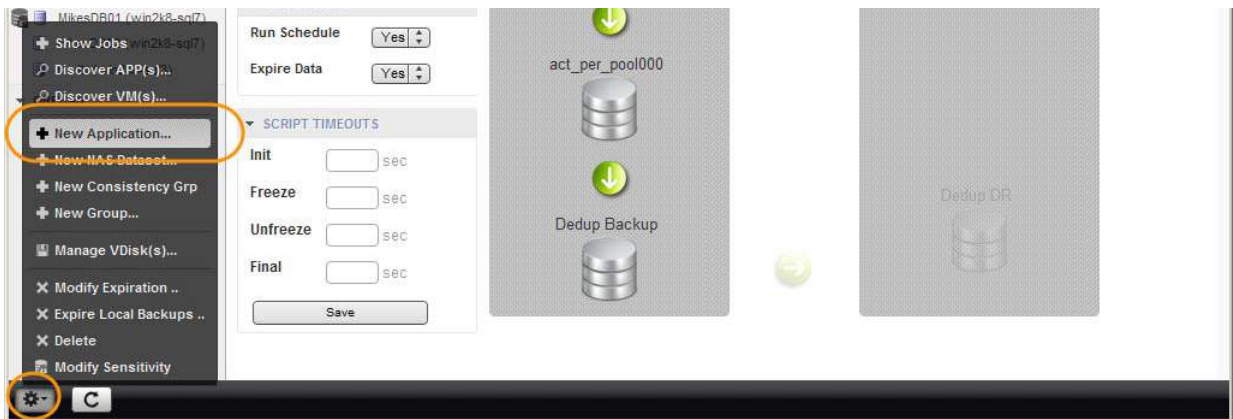 MikesDB01 (win2k8-sql7)
Show Jobs
Discover APP(s)...
Discover VM(s)...
New Application...
New NAS Dataset...
New Consistency Grp
New Group...
Manage VDisk(s)...
Modify Expiration ..
Expire Local Backups ..
Delete
Modify Sensitivity
Run Schedule Yes
Expire Data Yes
SCRIPT TIMEOUTS
Init sec
Freeze sec
Unfreeze sec
Final sec
Save
act_per_pool000
Dedup Backup
Dedup DR